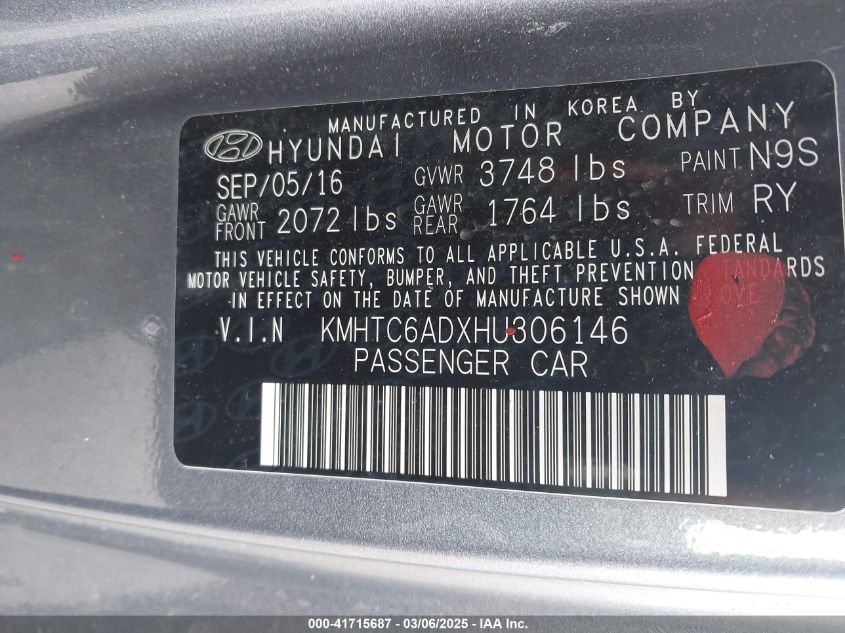 MANUFACTURED IN KOREA BY
HYUNDAI MOTOR COMPANY
SEP/05/16 GVWR 3748 lbs PAINT N9S
GAWR FRONT 2072 lbs GAWR REAR 1764 lbs TRIM RY
THIS VEHICLE CONFORMS TO ALL APPLICABLE U.S.A. FEDERAL
MOTOR VEHICLE SAFETY, BUMPER, AND THEFT PREVENTION STANDARDS
IN EFFECT ON THE DATE OF MANUFACTURE SHOWN ABOVE
V.I.N KMHTC6ADXHU306146
PASSENGER CAR
000-41715687 - 03/06/2025 - IAA Inc.